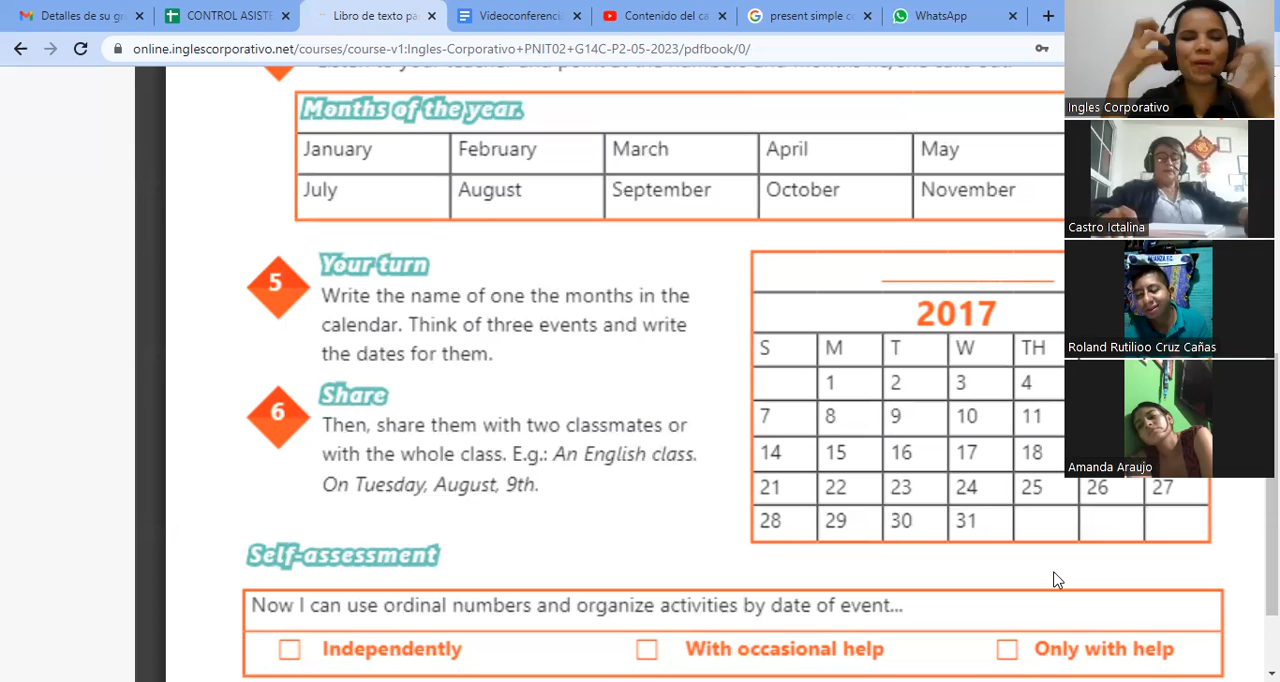 Detalles de su gru
CONTROL ASISTE
Libro de texto pa
Videoconferenci
Contenido del ca
present simple c
WhatsApp
online.inglescorporativo.net/courses/course-v1:Ingles-Corporativo+PNIT02+G14C-P2-05-2023/pdfbook/0/
Months of the year.
January February March April May
July August September October November
5
Your turn
Write the name of one the months in the
calendar. Think of three events and write
the dates for them.
6
Share
Then, share them with two classmates or
with the whole class. E.g.: An English class.
On Tuesday, August, 9th.
2017
S M T W TH
1 2 3 4
7 8 9 10 11
14 15 16 17 18
21 22 23 24 25 26 27
28 29 30 31
Self-assessment
Now I can use ordinal numbers and organize activities by date of event...
Independently With occasional help Only with help
Ingles Corporativo
Castro Ictalina
Roland Rutilioo Cruz Cañas
Amanda Araujo